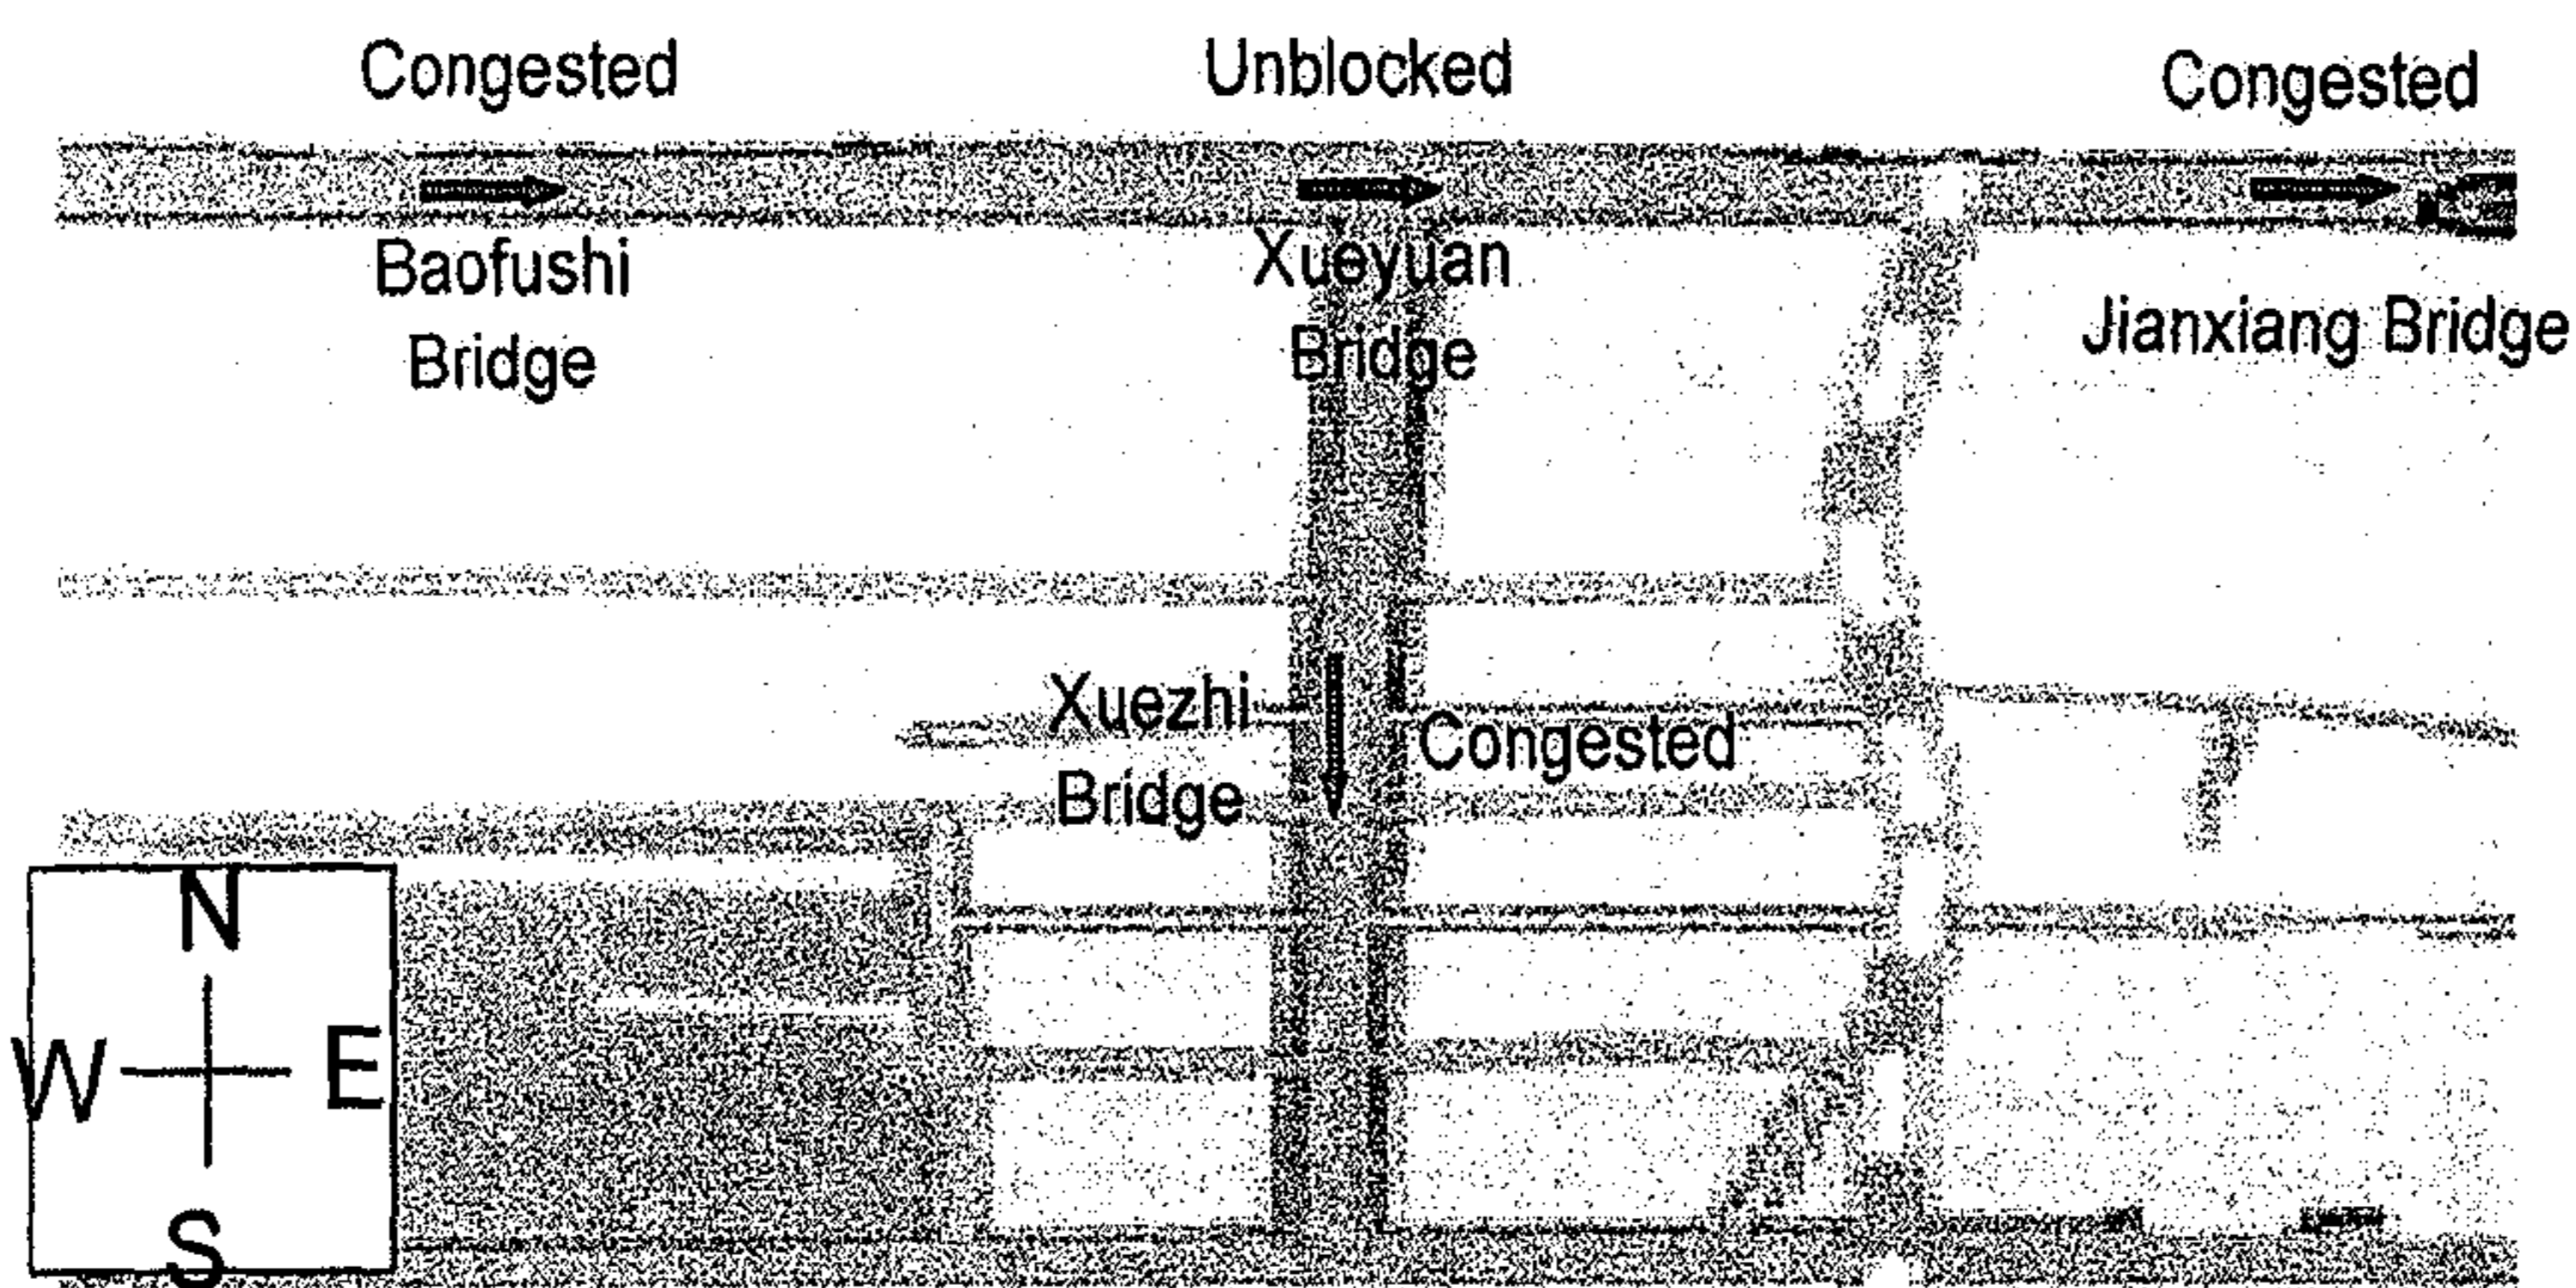 Congested
Unblocked
Congested
Baofushi
Bridge
Xueyuan
Bridge
Jianxiang Bridge
Xuezhi
Bridge
Congested
N
W
E
S